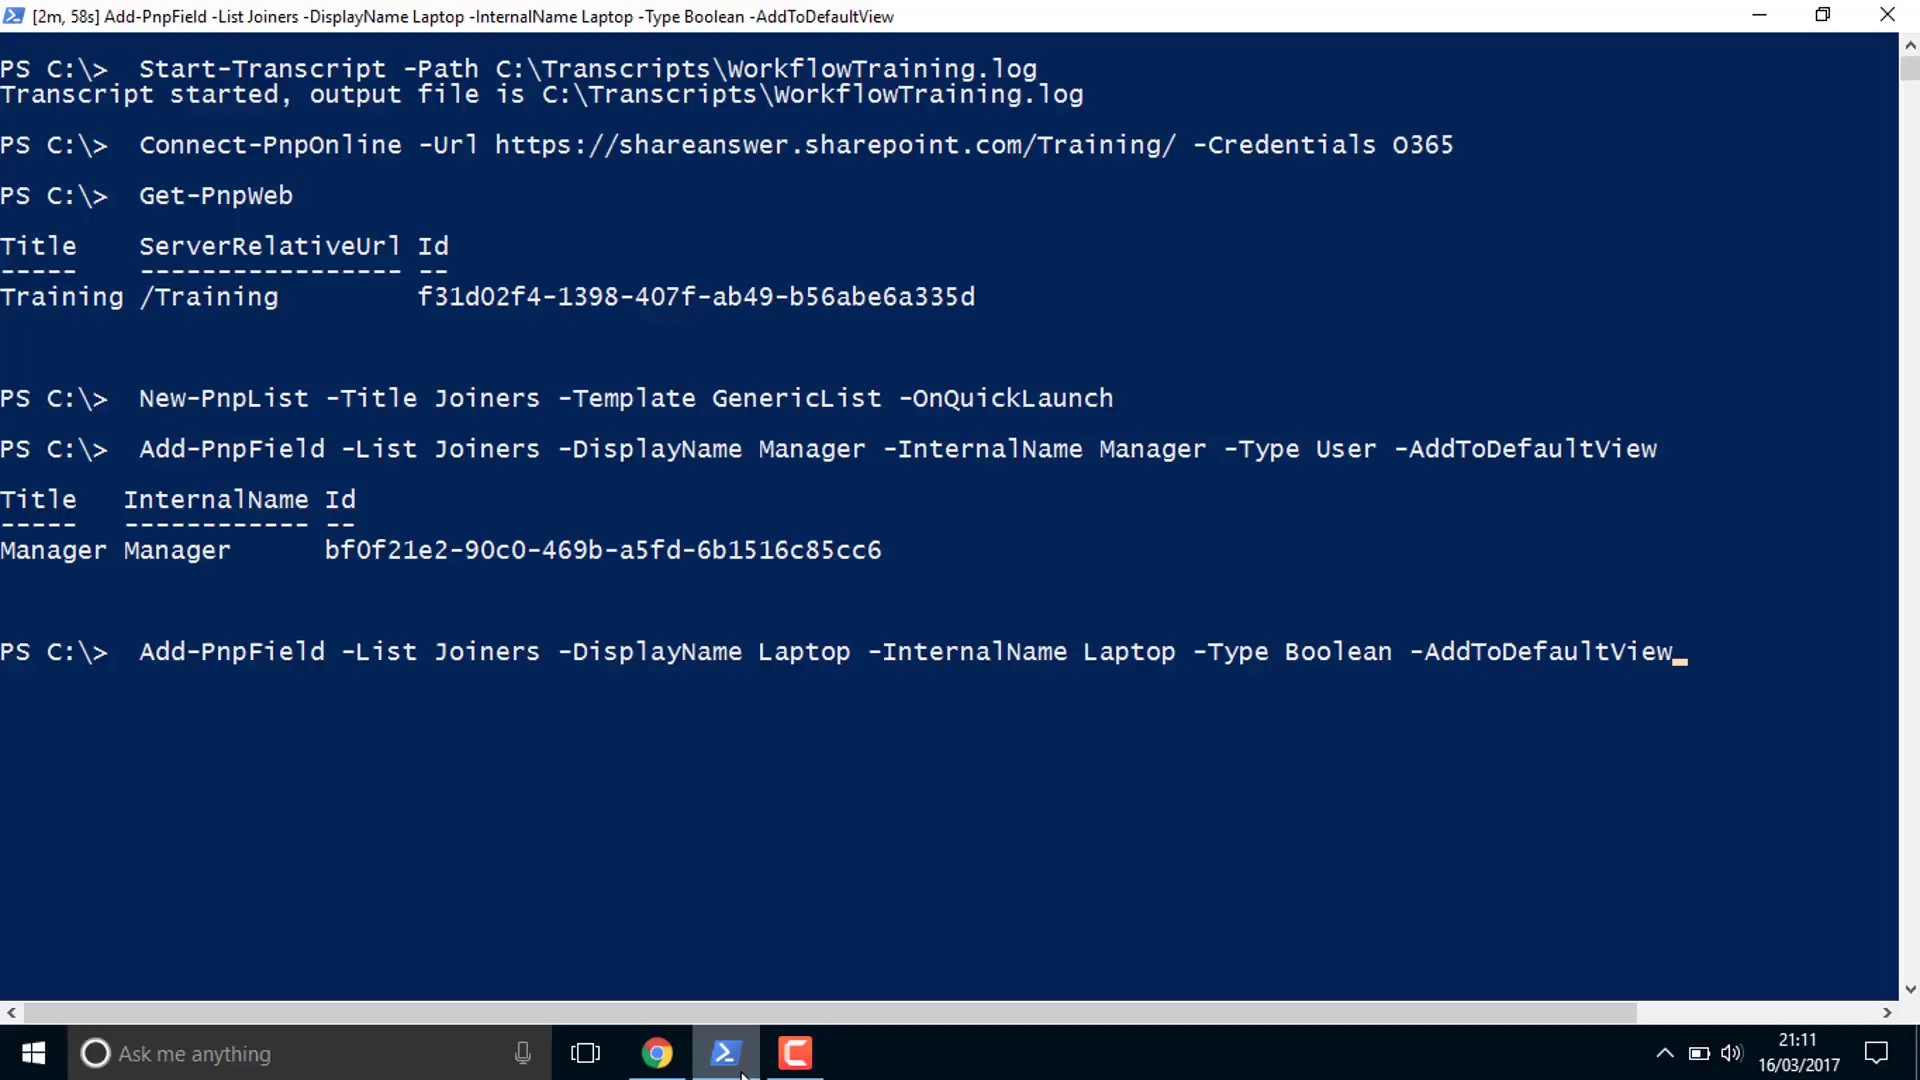 [2m, 58s] Add-PnpField -List Joiners -DisplayName Laptop -InternalName Laptop -Type Boolean -AddToDefaultView
PS C:\>  Start-Transcript -Path C:\Transcripts\WorkflowTraining.log
Transcript started, output file is C:\Transcripts\WorkflowTraining.log
PS C:\>  Connect-PnpOnline -Url https://shareanswer.sharepoint.com/Training/ -Credentials O365
PS C:\>  Get-PnpWeb
Title    ServerRelativeUrl Id
-----    ----------------- --
Training /Training         f31d02f4-1398-407f-ab49-b56abe6a335d
PS C:\>  New-PnpList -Title Joiners -Template GenericList -OnQuickLaunch
PS C:\>  Add-PnpField -List Joiners -DisplayName Manager -InternalName Manager -Type User -AddToDefaultView
Title   InternalName Id
-----   ------------ --
Manager Manager      bf0f21e2-90c0-469b-a5fd-6b1516c85cc6
PS C:\>  Add-PnpField -List Joiners -DisplayName Laptop -InternalName Laptop -Type Boolean -AddToDefaultView
Ask me anything
21:11
16/03/2017